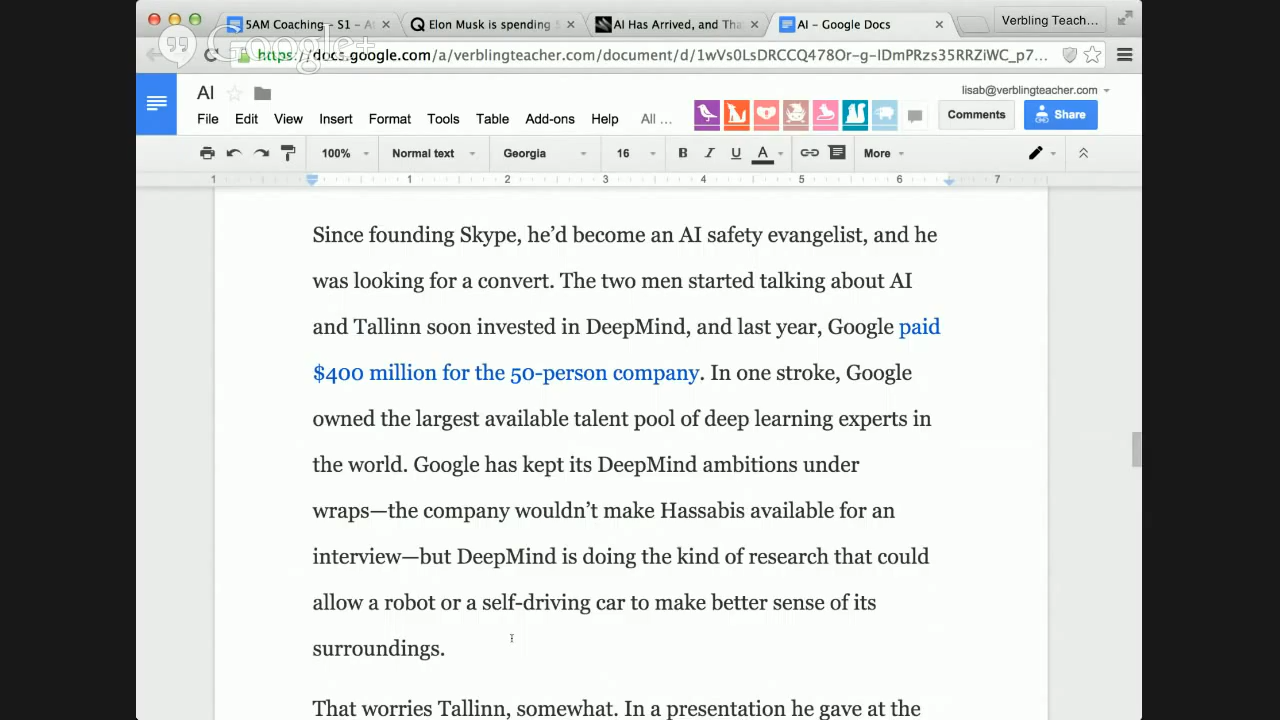 5AM Coaching - S1 – A
Elon Musk is spending
AI Has Arrived, and Tha
AI – Google Docs
Verbling Teach...
Google+
https://docs.google.com/a/verblingteacher.com/document/d/1wVs0LsDRCCQ478Or–g–IDmPRzs35RRZiWC_p7...
AI
lisab@verblingteacher.com
File Edit View Insert Format Tools Table Add-ons Help All ...
Comments
Share
100% Normal text Georgia 16 B I U A More
1 1 2 3 4 5 6 7
Since founding Skype, he’d become an AI safety evangelist, and he
was looking for a convert. The two men started talking about AI
and Tallinn soon invested in DeepMind, and last year, Google paid
$400 million for the 50-person company. In one stroke, Google
owned the largest available talent pool of deep learning experts in
the world. Google has kept its DeepMind ambitions under
wraps—the company wouldn’t make Hassabis available for an
interview—but DeepMind is doing the kind of research that could
allow a robot or a self-driving car to make better sense of its
surroundings.
That worries Tallinn, somewhat. In a presentation he gave at the